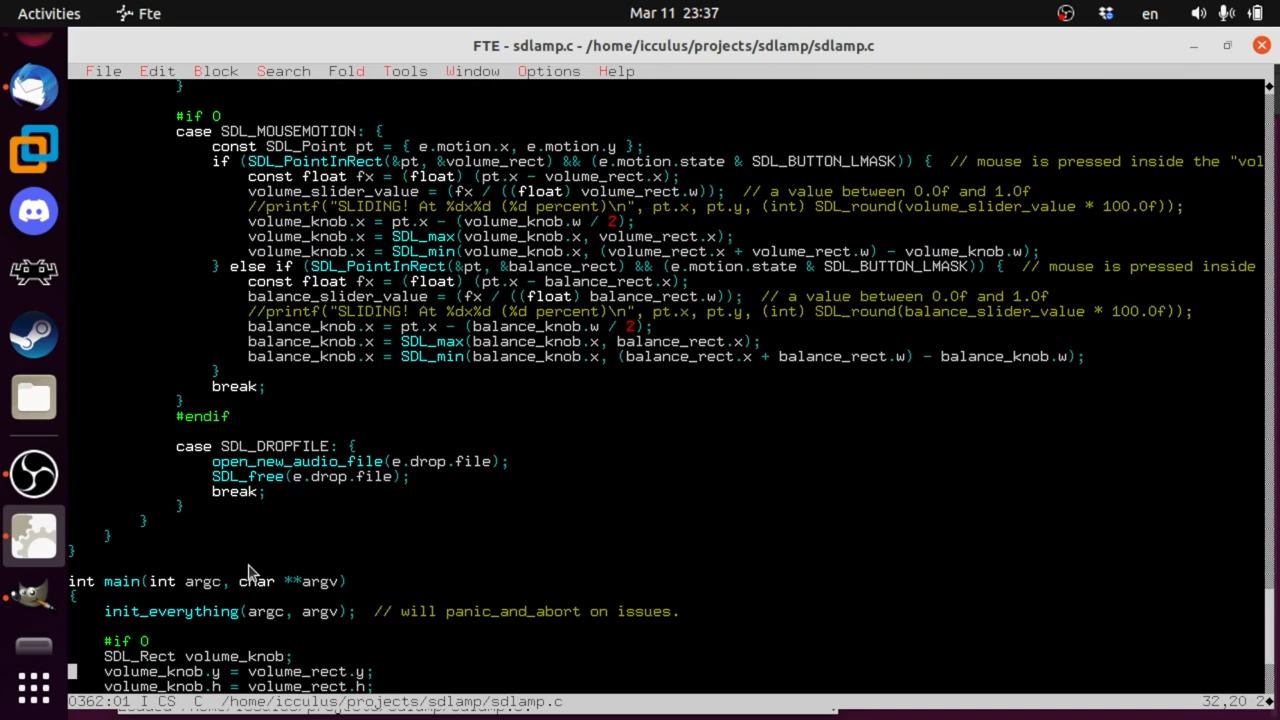 Activities Fte Mar 11 23:37 en
FTE - sdlamp.c - /home/icculus/projects/sdlamp/sdlamp.c
File Edit Block Search Fold Tools Window Options Help
}
#if 0
case SDL_MOUSEMOTION: {
const SDL_Point pt = { e.motion.x, e.motion.y };
if (SDL_PointInRect(&pt, &volume_rect) && (e.motion.state & SDL_BUTTON_LMASK)) { // mouse is pressed inside the "vol
const float fx = (float) (pt.x - volume_rect.x);
volume_slider_value = (fx / ((float) volume_rect.w)); // a value between 0.0f and 1.0f
//printf("SLIDING! At %dx%d (%d percent)\n", pt.x, pt.y, (int) SDL_round(volume_slider_value * 100.0f));
volume_knob.x = pt.x - (volume_knob.w / 2);
volume_knob.x = SDL_max(volume_knob.x, volume_rect.x);
volume_knob.x = SDL_min(volume_knob.x, (volume_rect.x + volume_rect.w) - volume_knob.w);
} else if (SDL_PointInRect(&pt, &balance_rect) && (e.motion.state & SDL_BUTTON_LMASK)) { // mouse is pressed inside
const float fx = (float) (pt.x - balance_rect.x);
balance_slider_value = (fx / ((float) balance_rect.w)); // a value between 0.0f and 1.0f
//printf("SLIDING! At %dx%d (%d percent)\n", pt.x, pt.y, (int) SDL_round(balance_slider_value * 100.0f));
balance_knob.x = pt.x - (balance_knob.w / 2);
balance_knob.x = SDL_max(balance_knob.x, balance_rect.x);
balance_knob.x = SDL_min(balance_knob.x, (balance_rect.x + balance_rect.w) - balance_knob.w);
}
break;
}
#endif
case SDL_DROPFILE: {
open_new_audio_file(e.drop.file);
SDL_free(e.drop.file);
break;
}
}
}
}
int main(int argc, char **argv)
{
init_everything(argc, argv); // will panic_and_abort on issues.
#if 0
SDL_Rect volume_knob;
volume_knob.y = volume_rect.y;
volume_knob.h = volume_rect.h;
0362:01 I CS C /home/icculus/projects/sdlamp/sdlamp.c 32,20 2